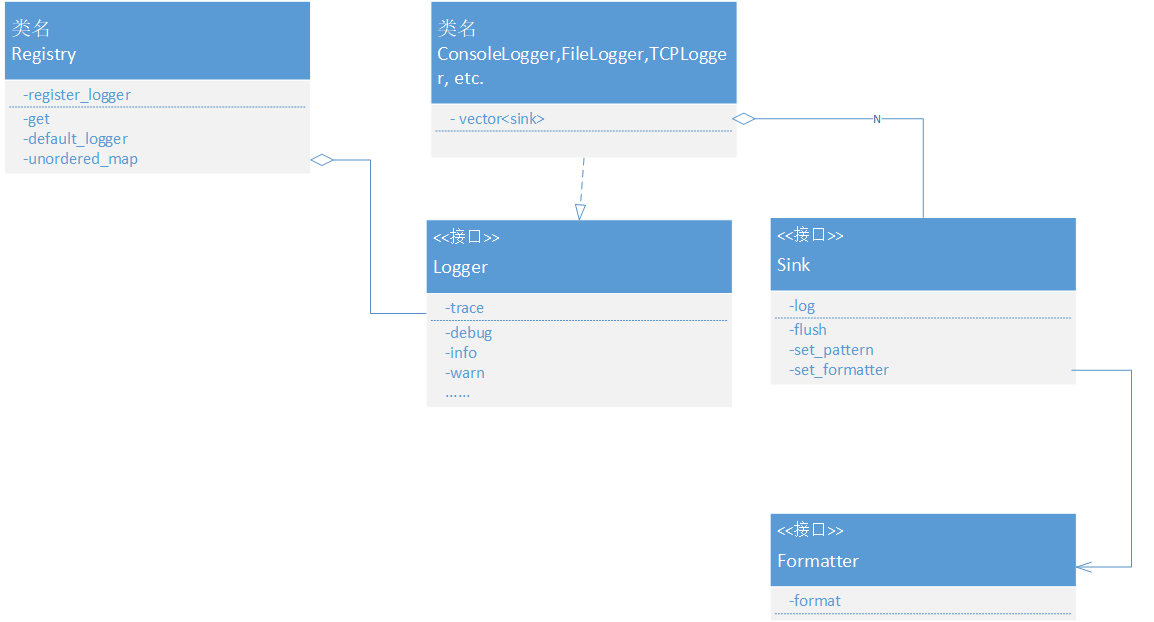 类名
Registry
-register_logger
-get
-default_logger
-unordered_map
类名
ConsoleLogger,FileLogger,TCPLogge
r, etc.
- vector<sink>
N
<<接口>>
Logger
-trace
-debug
-info
-warn
......
<<接口>>
Sink
-log
-flush
-set_pattern
-set_formatter
<<接口>>
Formatter
-format